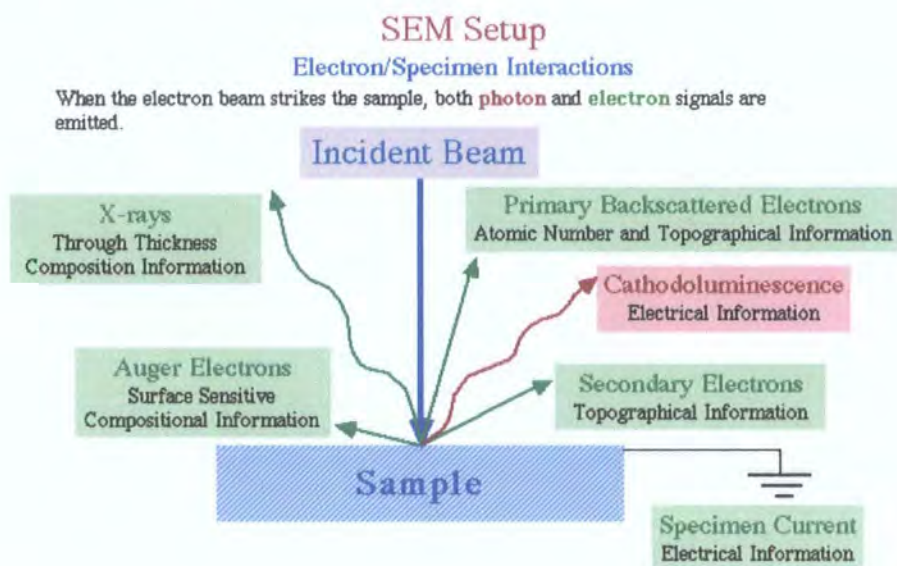 SEM Setup
Electron/Specimen Interactions
When the electron beam strikes the sample, both photon and electron signals are
emitted.
Incident Beam
X-rays
Through Thickness
Composition Information
Primary Backscattered Electrons
Atomic Number and Topographical Information
Cathodoluminescence
Electrical Information
Auger Electrons
Surface Sensitive
Compositional Information
Secondary Electrons
Topographical Information
Sample
Specimen Current
Electrical Information